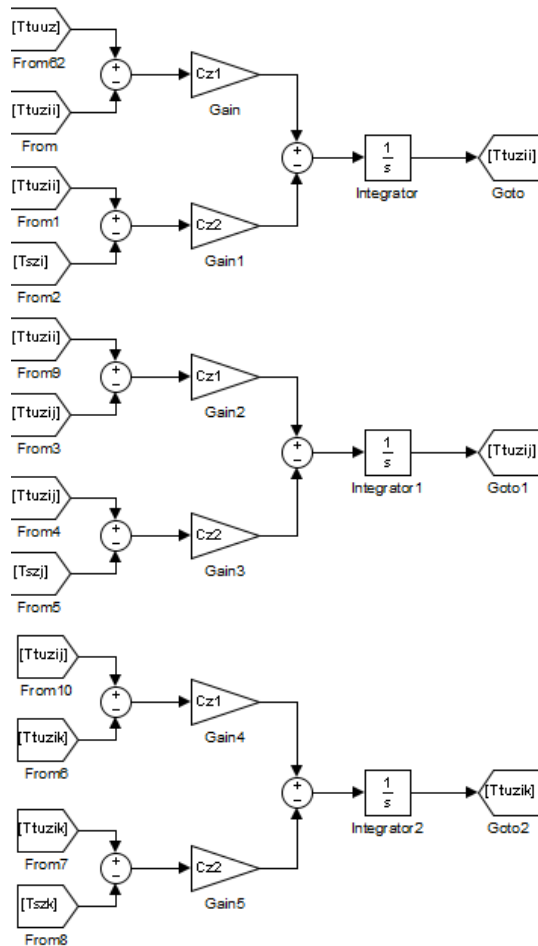 [Ttuuz]
From62
+
−
Cz1
Gain
[Ttuzii]
From
+
−
1
s
Integrator
[Ttuzii]
Goto
[Ttuzii]
From1
+
−
Cz2
Gain1
[Tszi]
From2
[Ttuzii]
From9
+
−
Cz1
Gain2
[Ttuzij]
From3
+
−
1
s
Integrator1
[Ttuzij]
Goto1
[Ttuzij]
From4
+
−
Cz2
Gain3
[Tszj]
From5
[Ttuzij]
From10
+
−
Cz1
Gain4
[Ttuzik]
From6
+
−
1
s
Integrator2
[Ttuzik]
Goto2
[Ttuzik]
From7
+
−
Cz2
Gain5
[Tszk]
From8